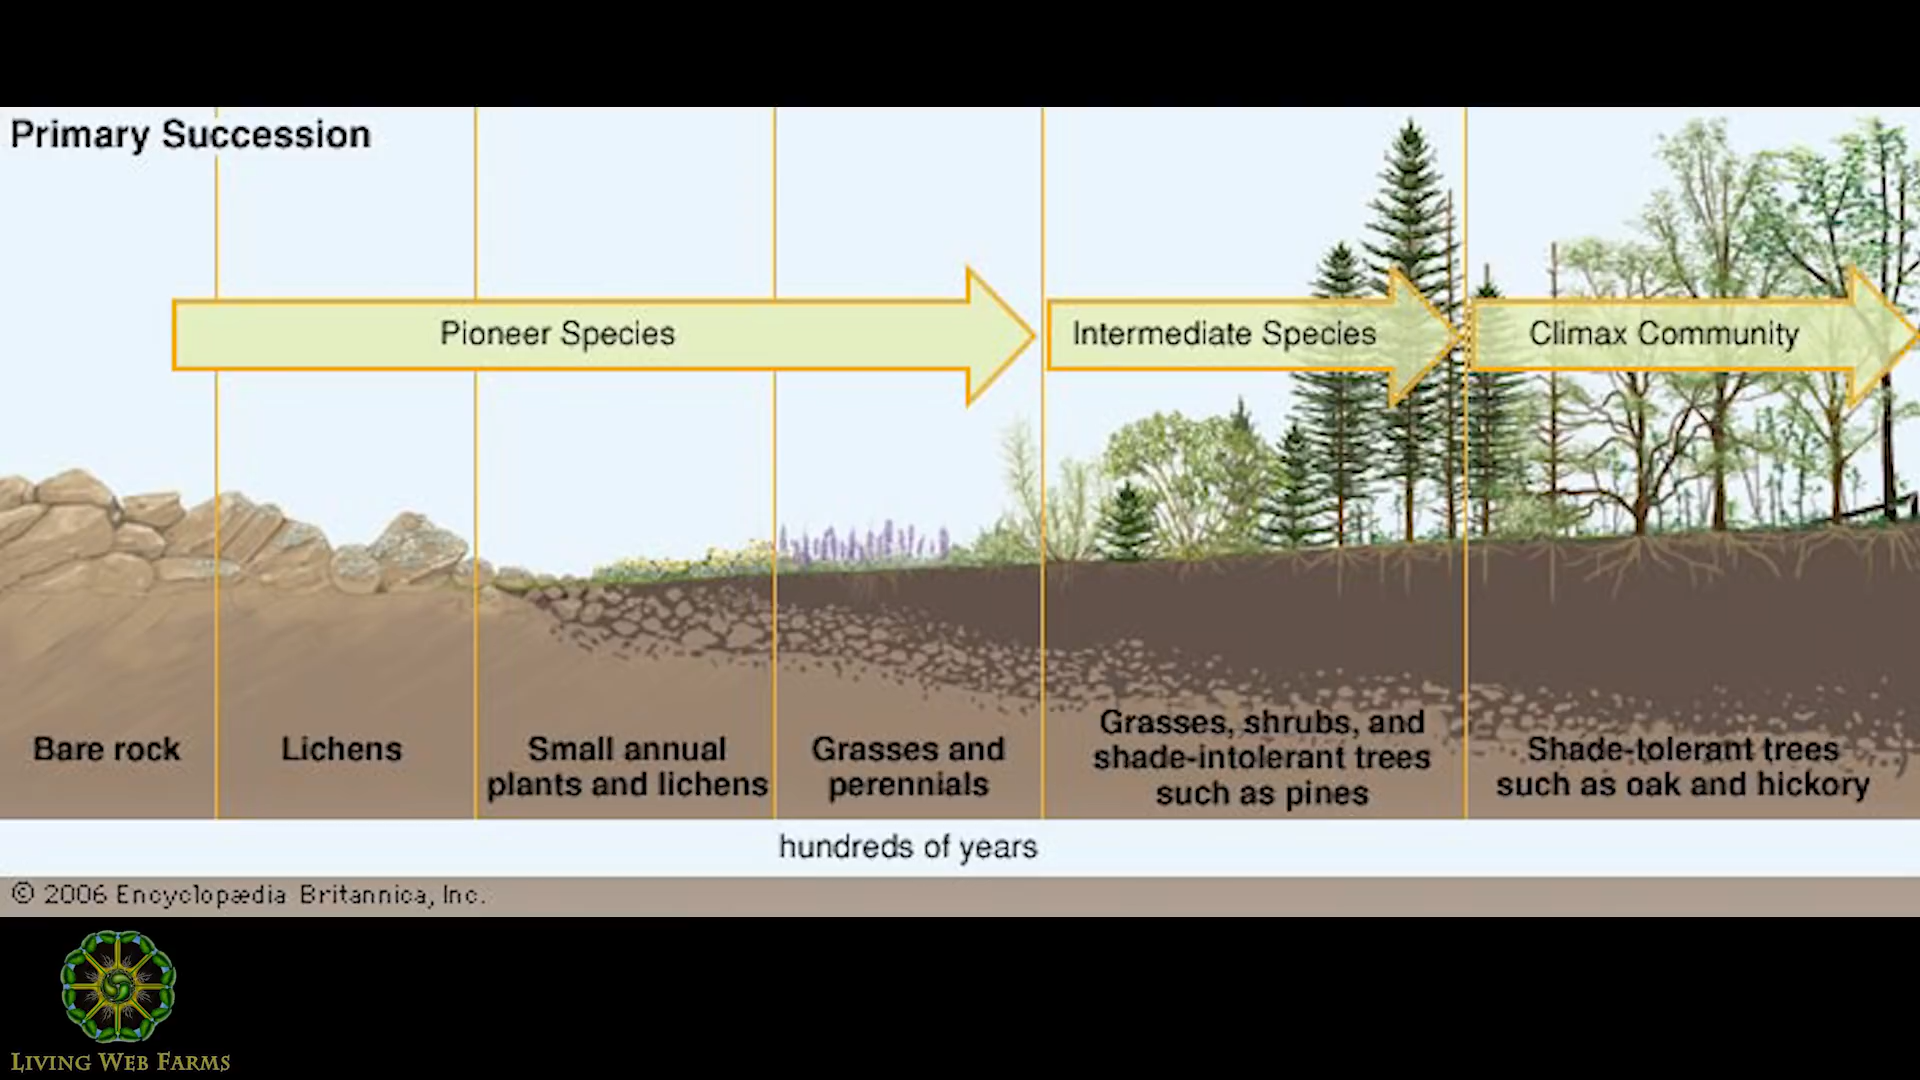 Primary Succession
Pioneer Species
Intermediate Species
Climax Community
Bare rock
Lichens
Small annual
plants and lichens
Grasses and
perennials
Grasses, shrubs, and
shade-intolerant trees
such as pines
Shade-tolerant trees
such as oak and hickory
hundreds of years
© 2006 Encyclopædia Britannica, Inc.
LIVING WEB FARMS